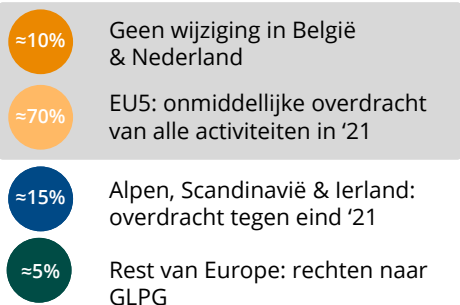 ≈10%
Geen wijziging in België
& Nederland
≈70%
EU5: onmiddellijke overdracht
van alle activiteiten in ‘21
≈15%
Alpen, Scandinavië & Ierland:
overdracht tegen eind ‘21
≈5%
Rest van Europe: rechten naar
GLPG